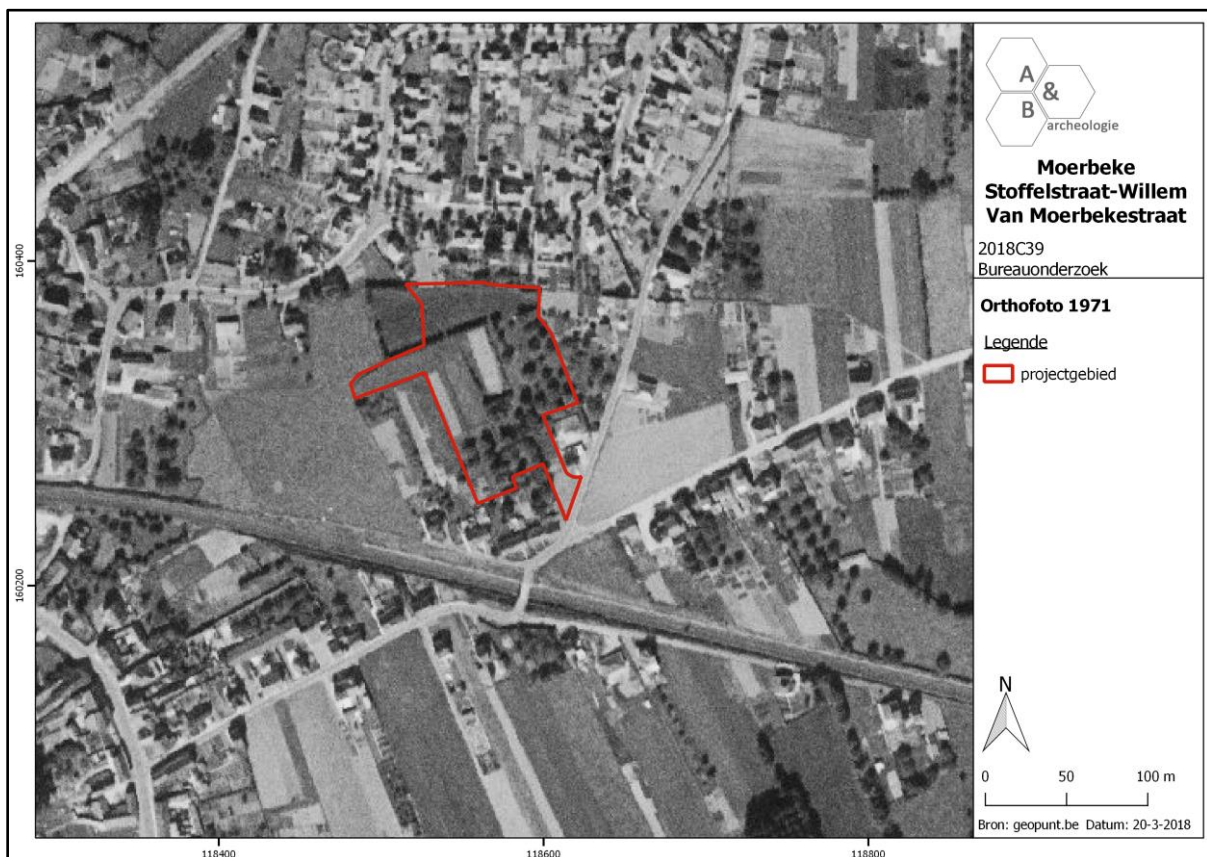 A
&
B
archeologie
Moerbeke
Stoffelstraat-Willem
Van Moerbekestraat
2018C39
Bureauonderzoek
Orthofoto 1971
Legende
projectgebied
N
0 50 100 m
Bron: geopunt.be Datum: 20-3-2018
160400
160200
118400 118600 118800